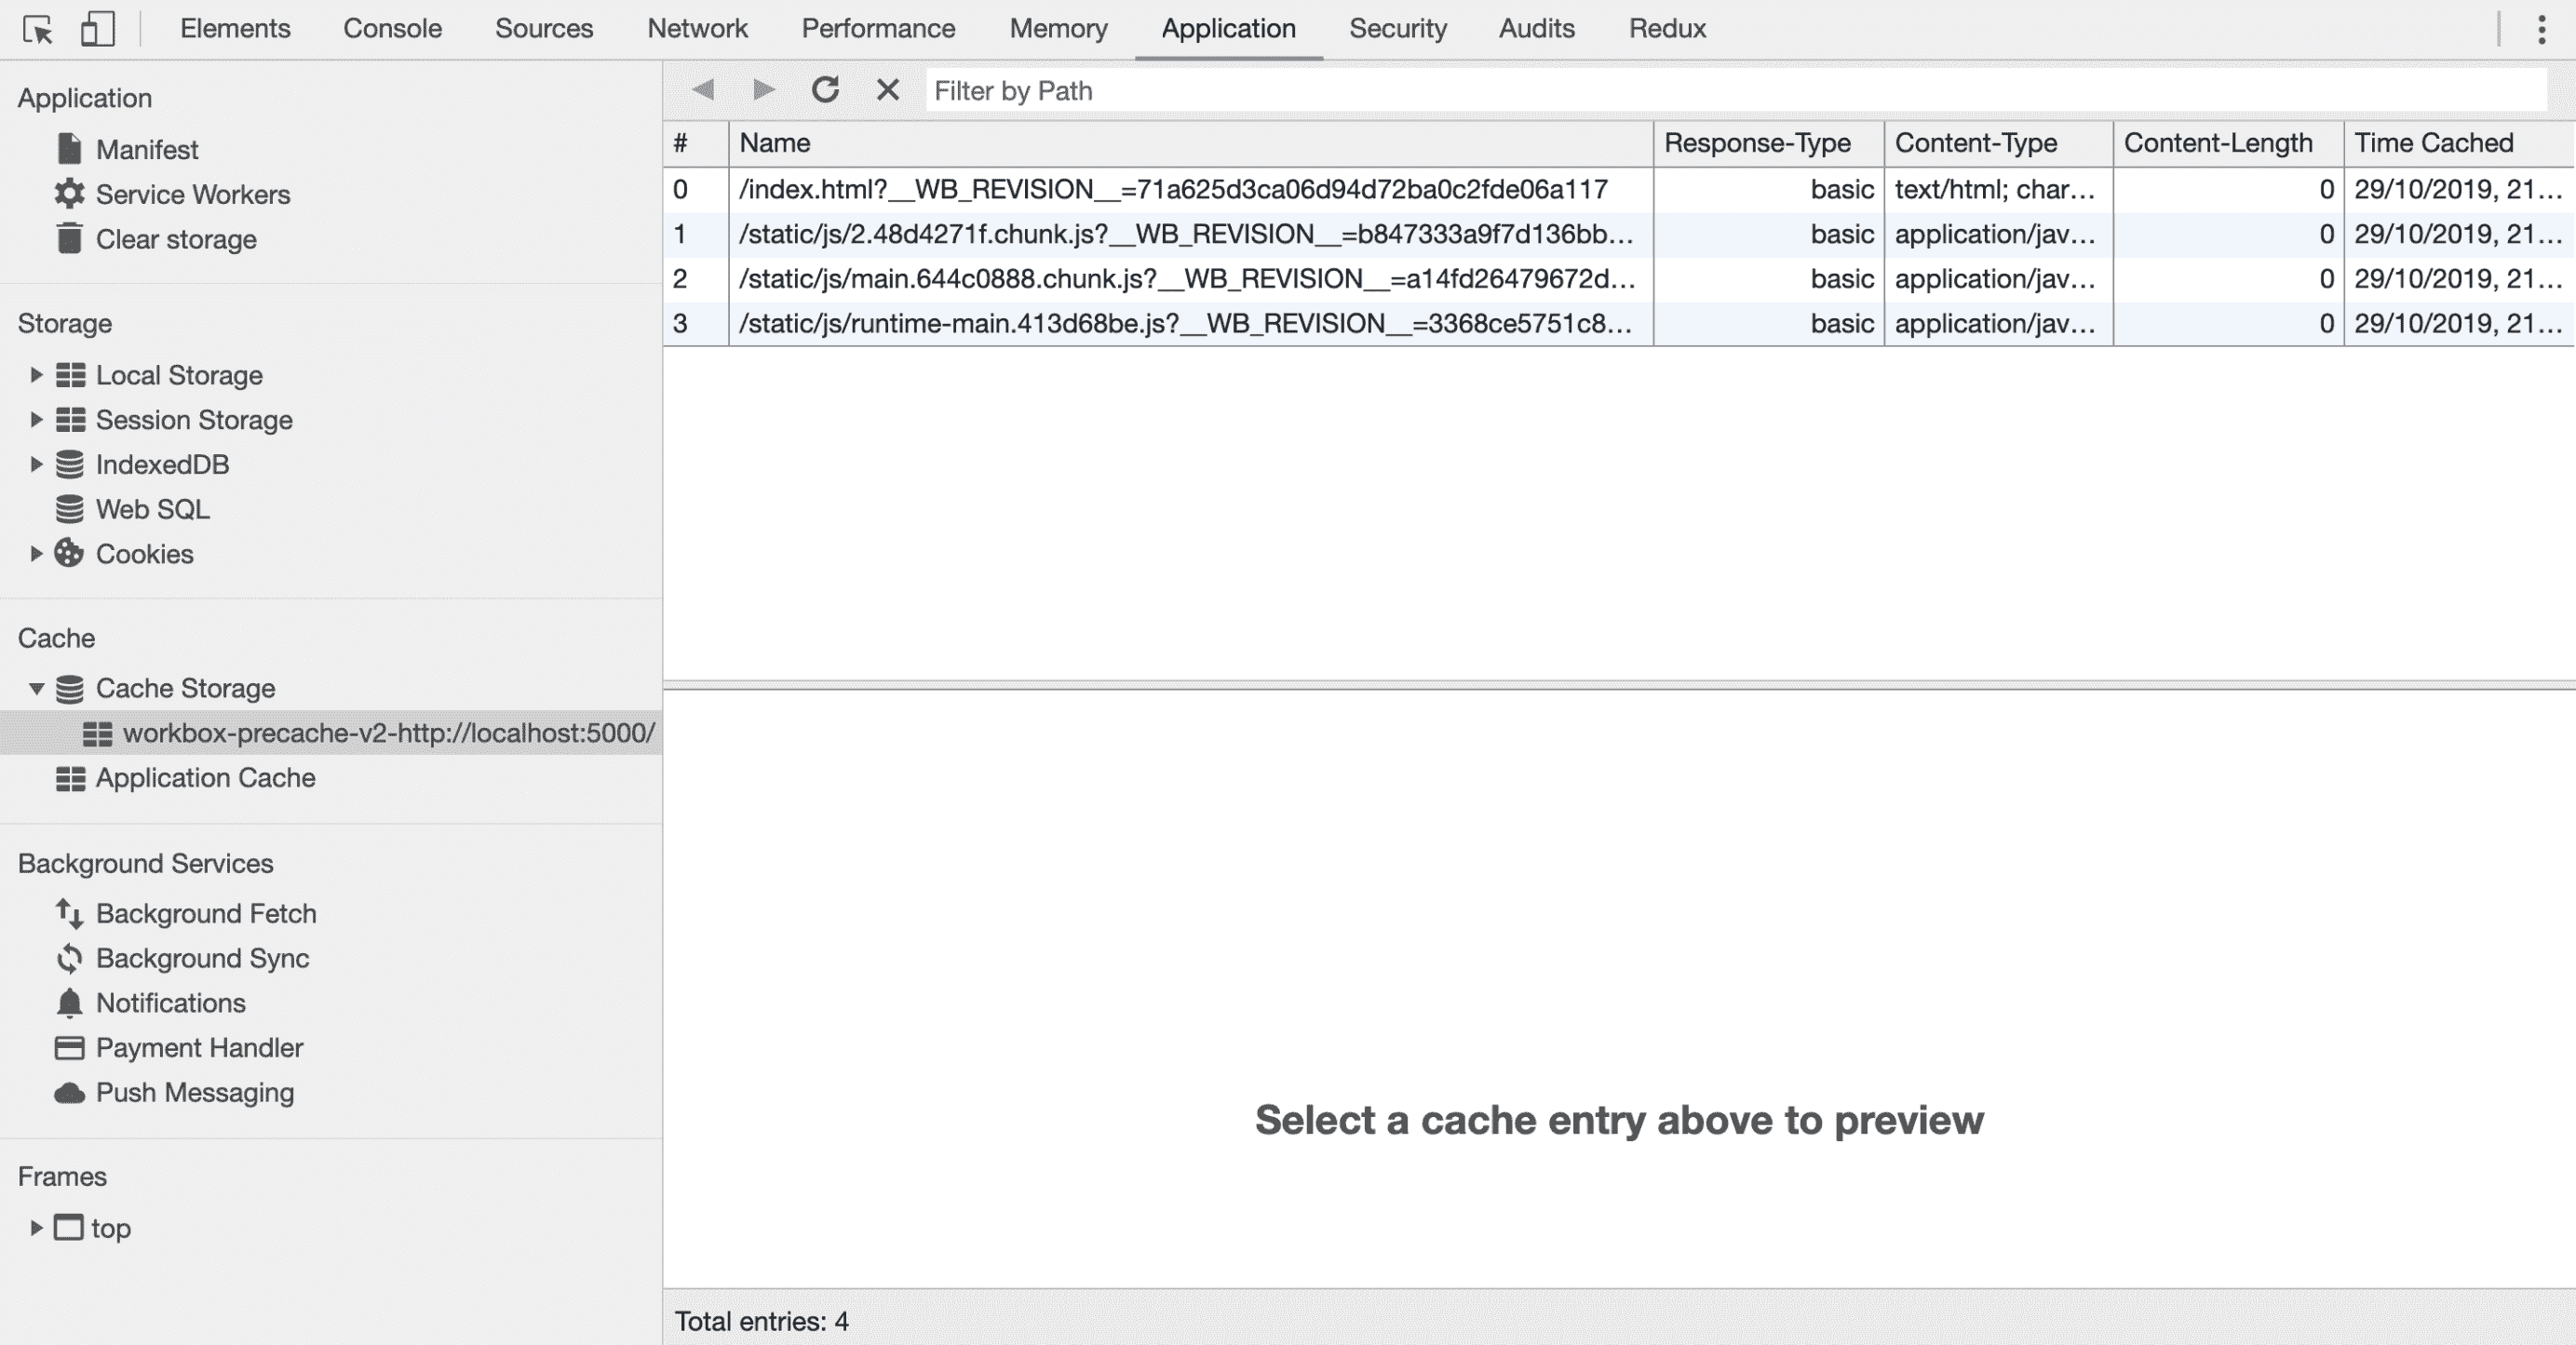 Elements Console Sources Network Performance Memory Application Security Audits Redux
Application
Manifest
Service Workers
Clear storage
Storage
Local Storage
Session Storage
IndexedDB
Web SQL
Cookies
Cache
Cache Storage
workbox-precache-v2-http://localhost:5000/
Application Cache
Background Services
Background Fetch
Background Sync
Notifications
Payment Handler
Push Messaging
Frames
top
Filter by Path
# Name Response-Type Content-Type Content-Length Time Cached
0 /index.html?__WB_REVISION__=71a625d3ca06d94d72ba0c2fde06a117 basic text/html; char… 0 29/10/2019, 21…
1 /static/js/2.48d4271f.chunk.js?__WB_REVISION__=b847333a9f7d136bb… basic application/jav… 0 29/10/2019, 21…
2 /static/js/main.644c0888.chunk.js?__WB_REVISION__=a14fd26479672d… basic application/jav… 0 29/10/2019, 21…
3 /static/js/runtime-main.413d68be.js?__WB_REVISION__=3368ce5751c8… basic application/jav… 0 29/10/2019, 21…
Select a cache entry above to preview
Total entries: 4